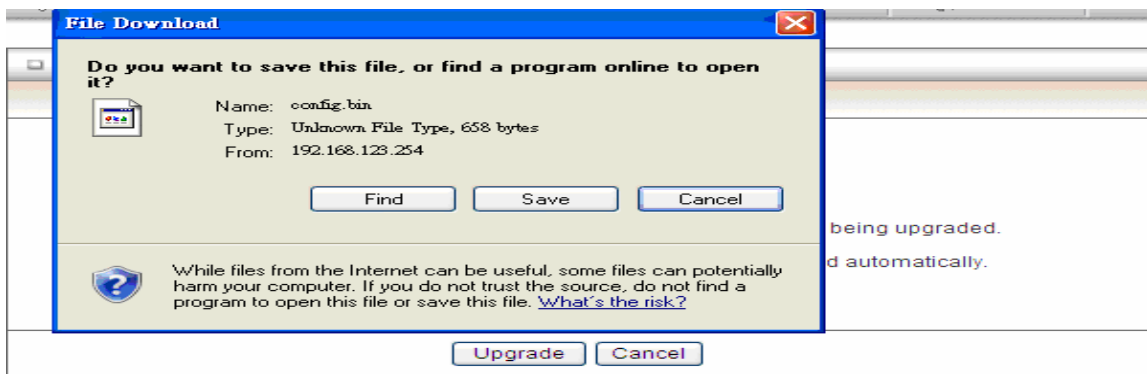 File Download
Do you want to save this file, or find a program online to open
it?
Name: config.bin
Type: Unknown File Type, 658 bytes
From: 192.168.123.254
Find Save Cancel
being upgraded.
d automatically.
While files from the Internet can be useful, some files can potentially
harm your computer. If you do not trust the source, do not find a
program to open this file or save this file. What's the risk?
Upgrade Cancel